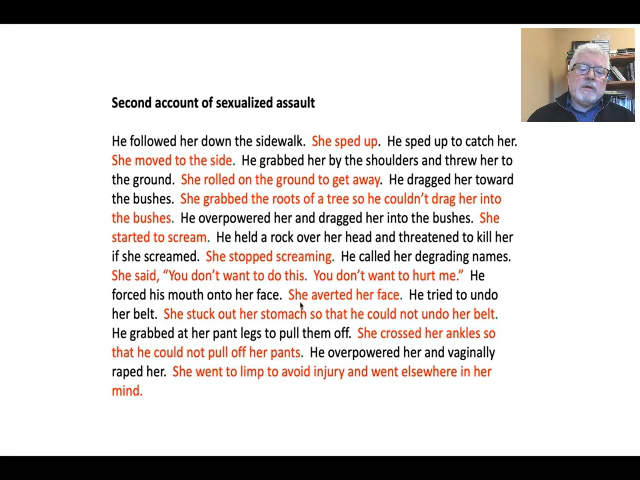 Second account of sexualized assault
He followed her down the sidewalk. She sped up. He sped up to catch her.
She moved to the side. He grabbed her by the shoulders and threw her to
the ground. She rolled on the ground to get away. He dragged her toward
the bushes. She grabbed the roots of a tree so he couldn't drag her into
the bushes. He overpowered her and dragged her into the bushes. She
started to scream. He held a rock over her head and threatened to kill her
if she screamed. She stopped screaming. He called her degrading names.
She said, "You don't want to do this. You don't want to hurt me." He
forced his mouth onto her face. She averted her face. He tried to undo
her belt. She stuck out her stomach so that he could not undo her belt.
He grabbed at her pant legs to pull them off. She crossed her ankles so
that he could not pull off her pants. He overpowered her and vaginally
raped her. She went to limp to avoid injury and went elsewhere in her
mind.